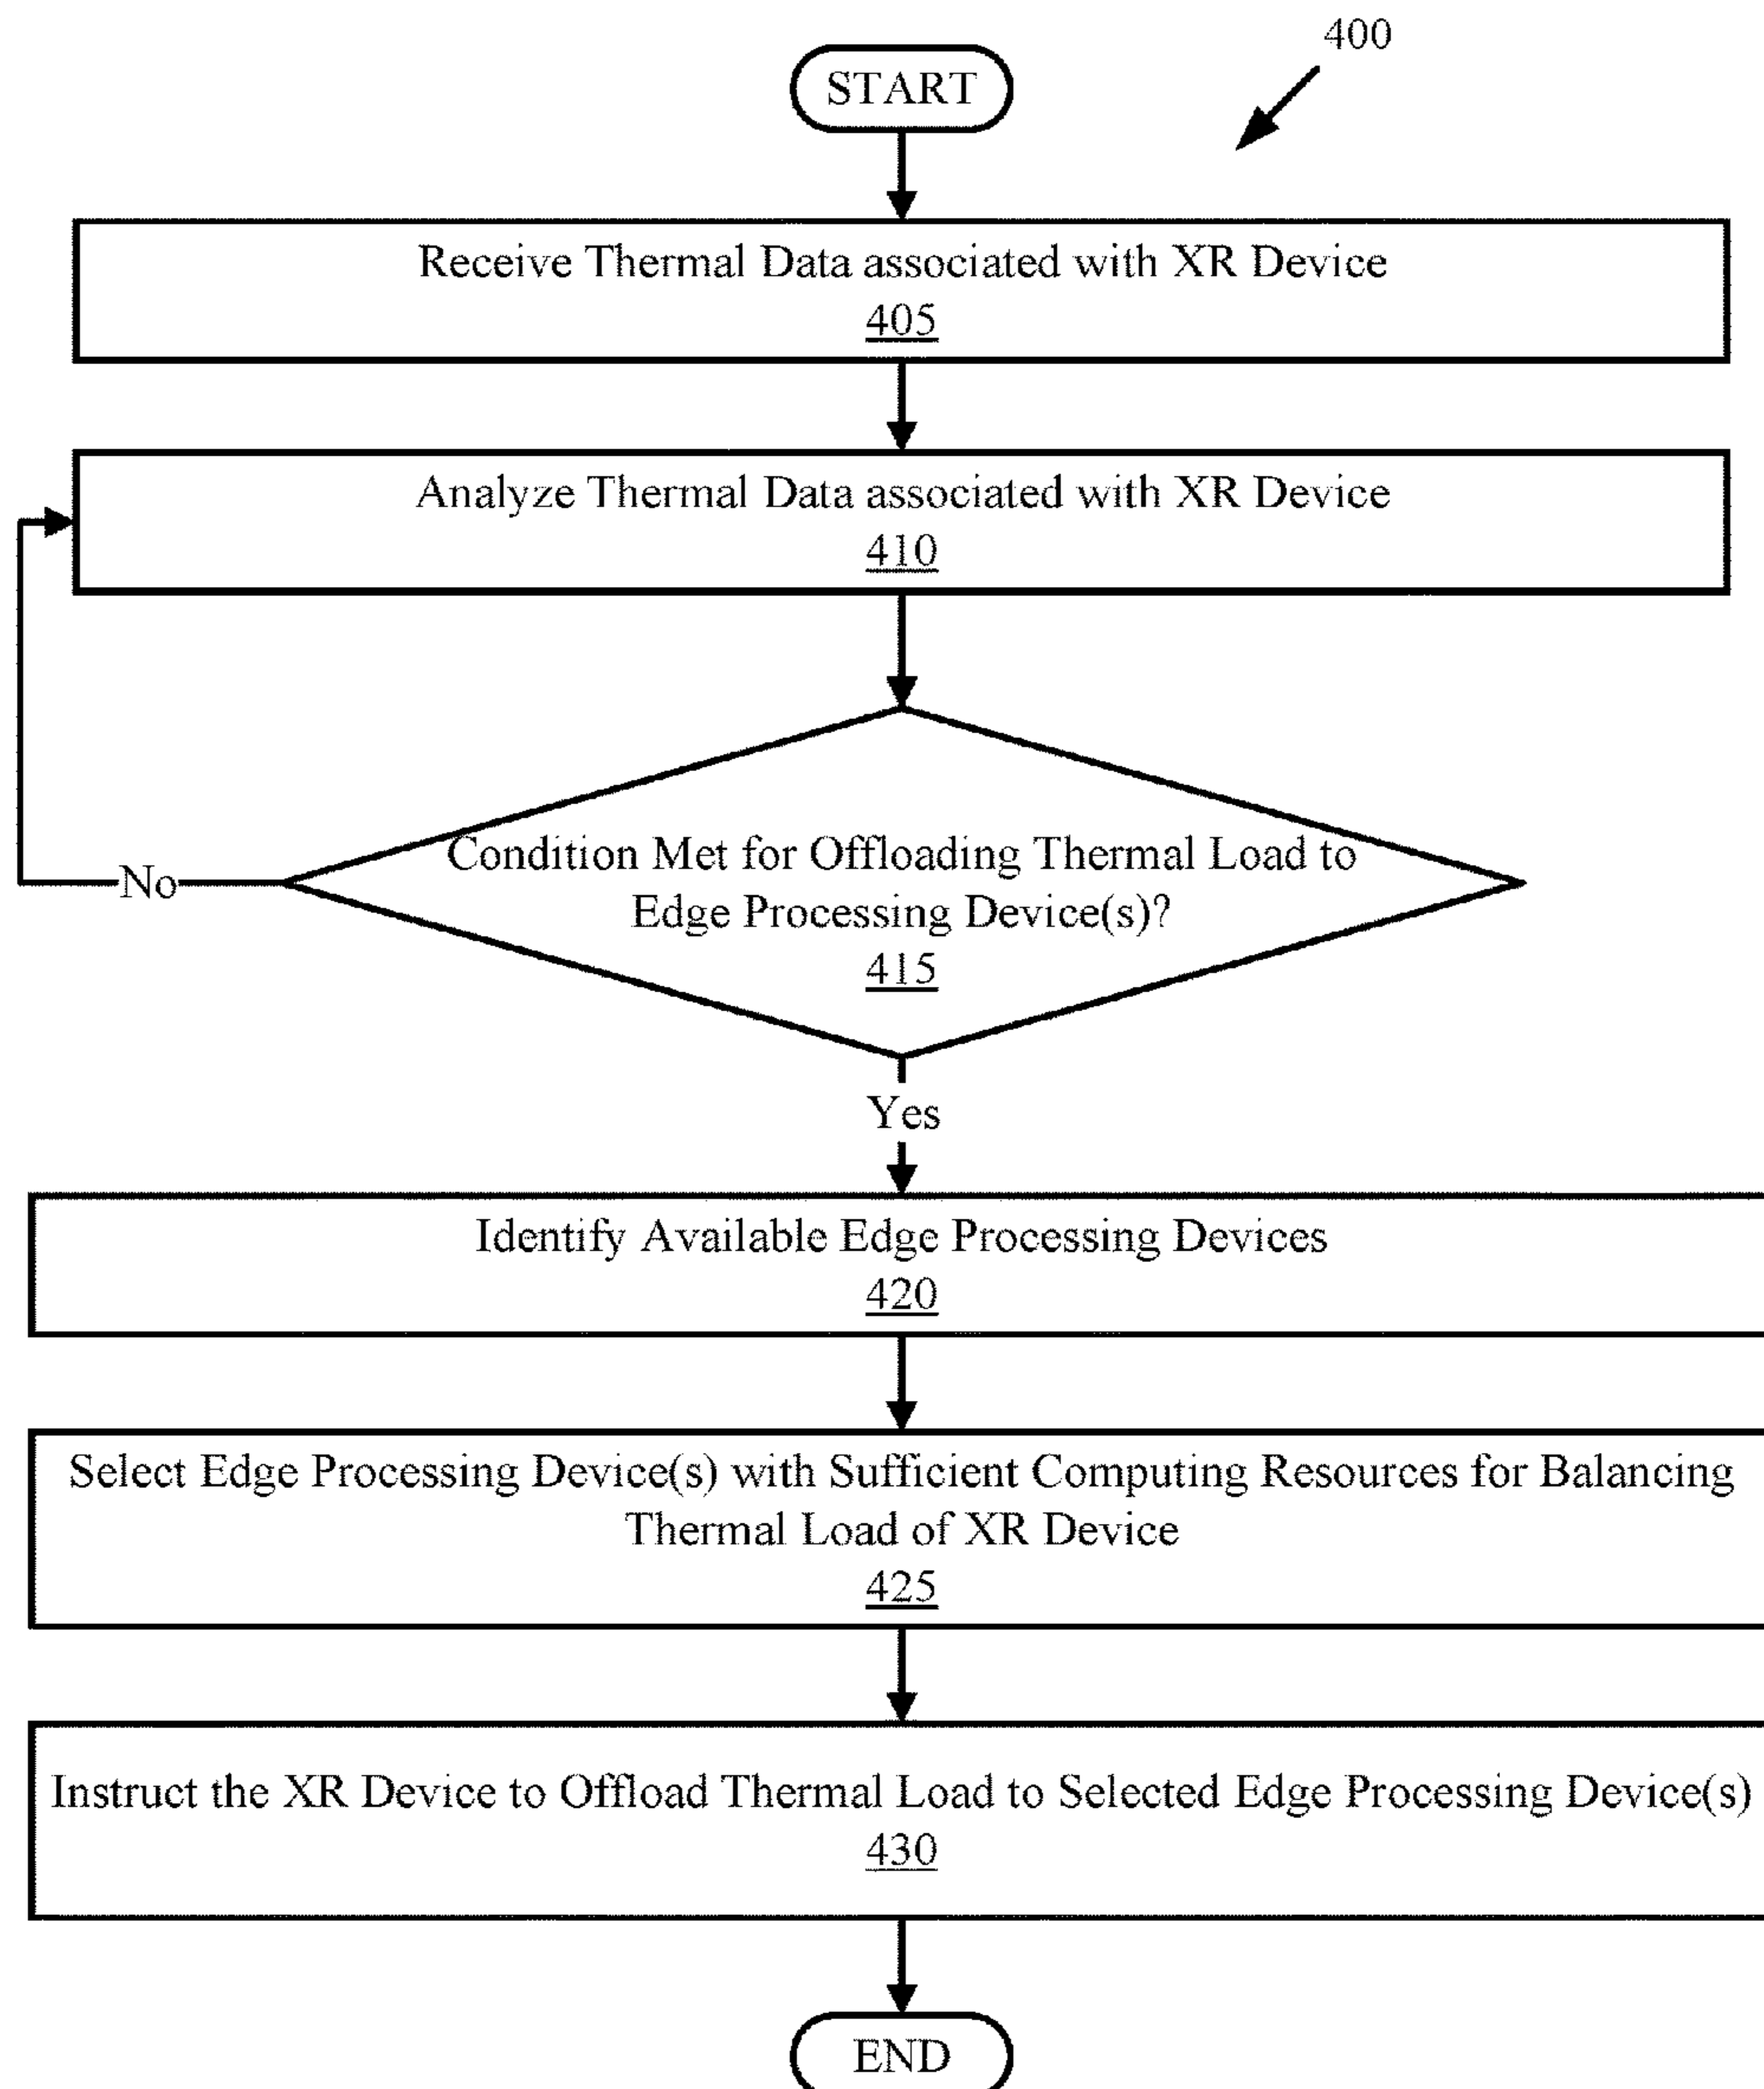 400
START
Receive Thermal Data associated with XR Device
405
Analyze Thermal Data associated with XR Device
410
Condition Met for Offloading Thermal Load to
Edge Processing Device(s)?
415
No
Yes
Identify Available Edge Processing Devices
420
Select Edge Processing Device(s) with Sufficient Computing Resources for Balancing
Thermal Load of XR Device
425
Instruct the XR Device to Offload Thermal Load to Selected Edge Processing Device(s)
430
END